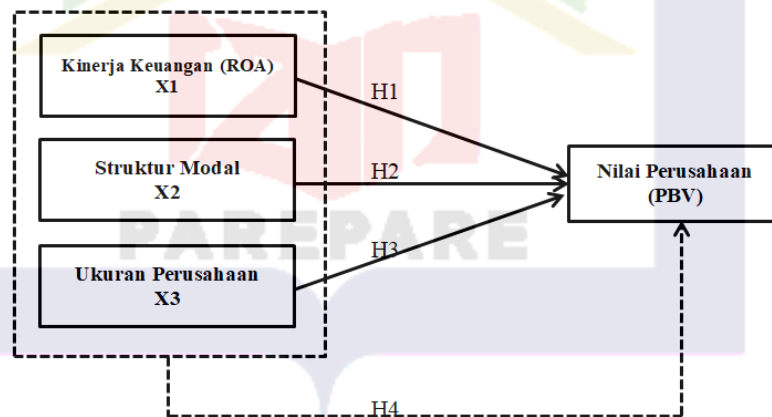 Kinerja Keuangan (ROA)
X1
H1
Struktur Modal
X2
H2
Nilai Perusahaan
(PBV)
PAREPARE
Ukuran Perusahaan
X3
H3
H4